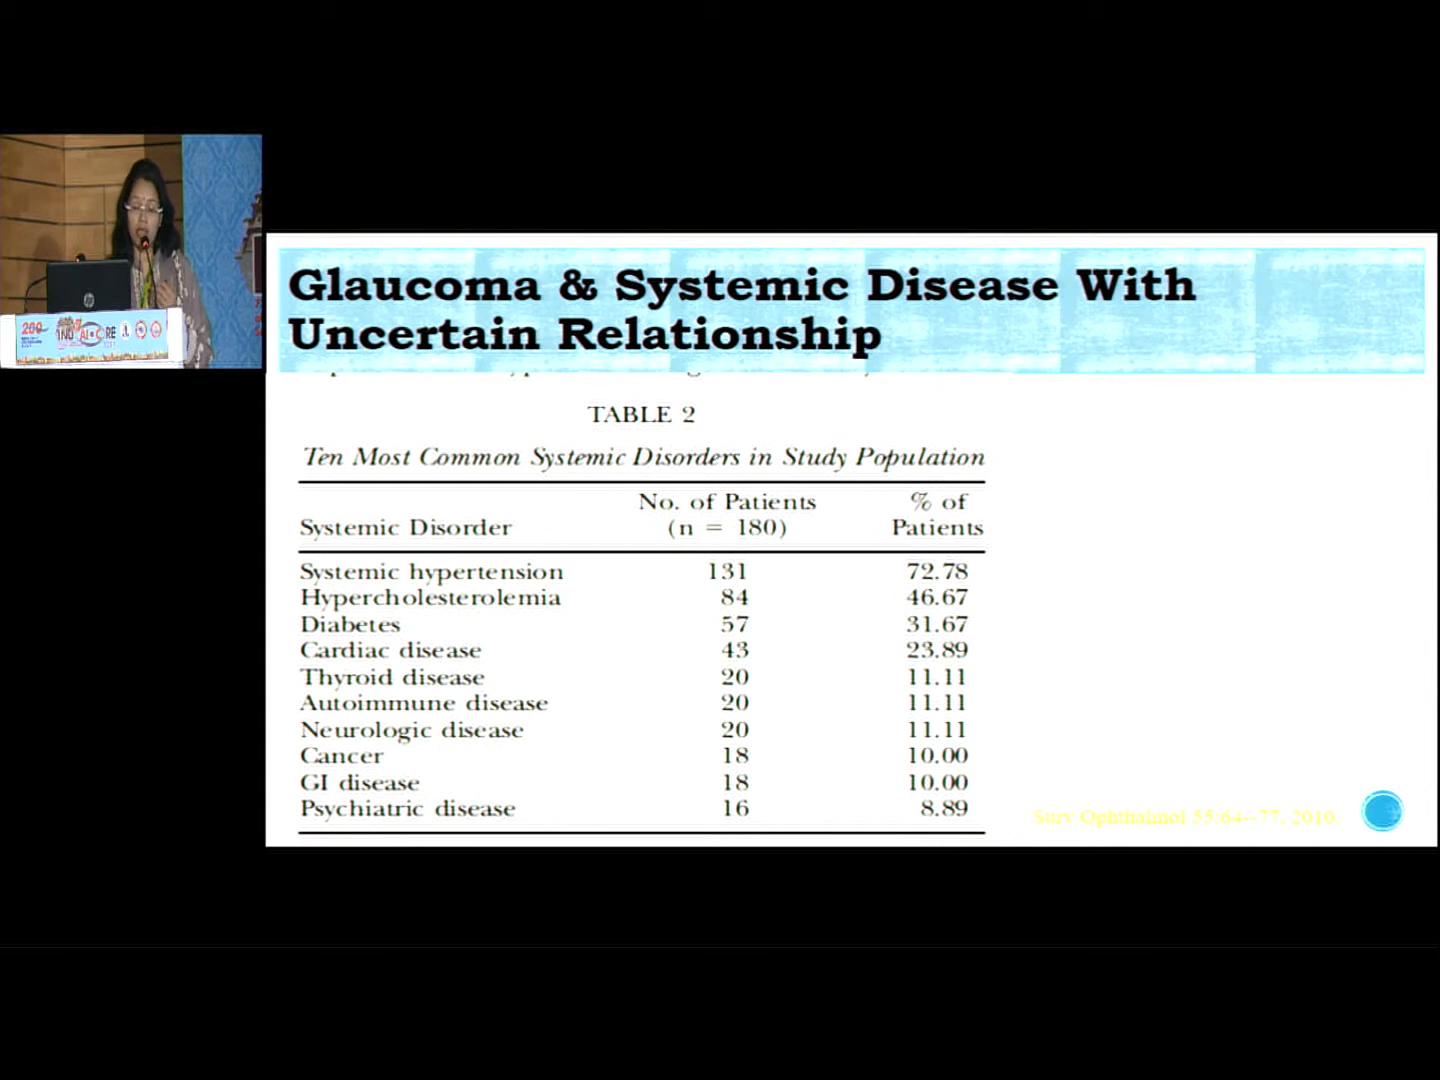 Glaucoma & Systemic Disease With
Uncertain Relationship
TABLE 2
Ten Most Common Systemic Disorders in Study Population
No. of Patients % of
Systemic Disorder (n = 180) Patients
Systemic hypertension 131 72.78
Hypercholesterolemia 84 46.67
Diabetes 57 31.67
Cardiac disease 43 23.89
Thyroid disease 20 11.11
Autoimmune disease 20 11.11
Neurologic disease 20 11.11
Cancer 18 10.00
GI disease 18 10.00
Psychiatric disease 16 8.89
Surv Ophthalmol 55:64--77, 2010.
200
hp